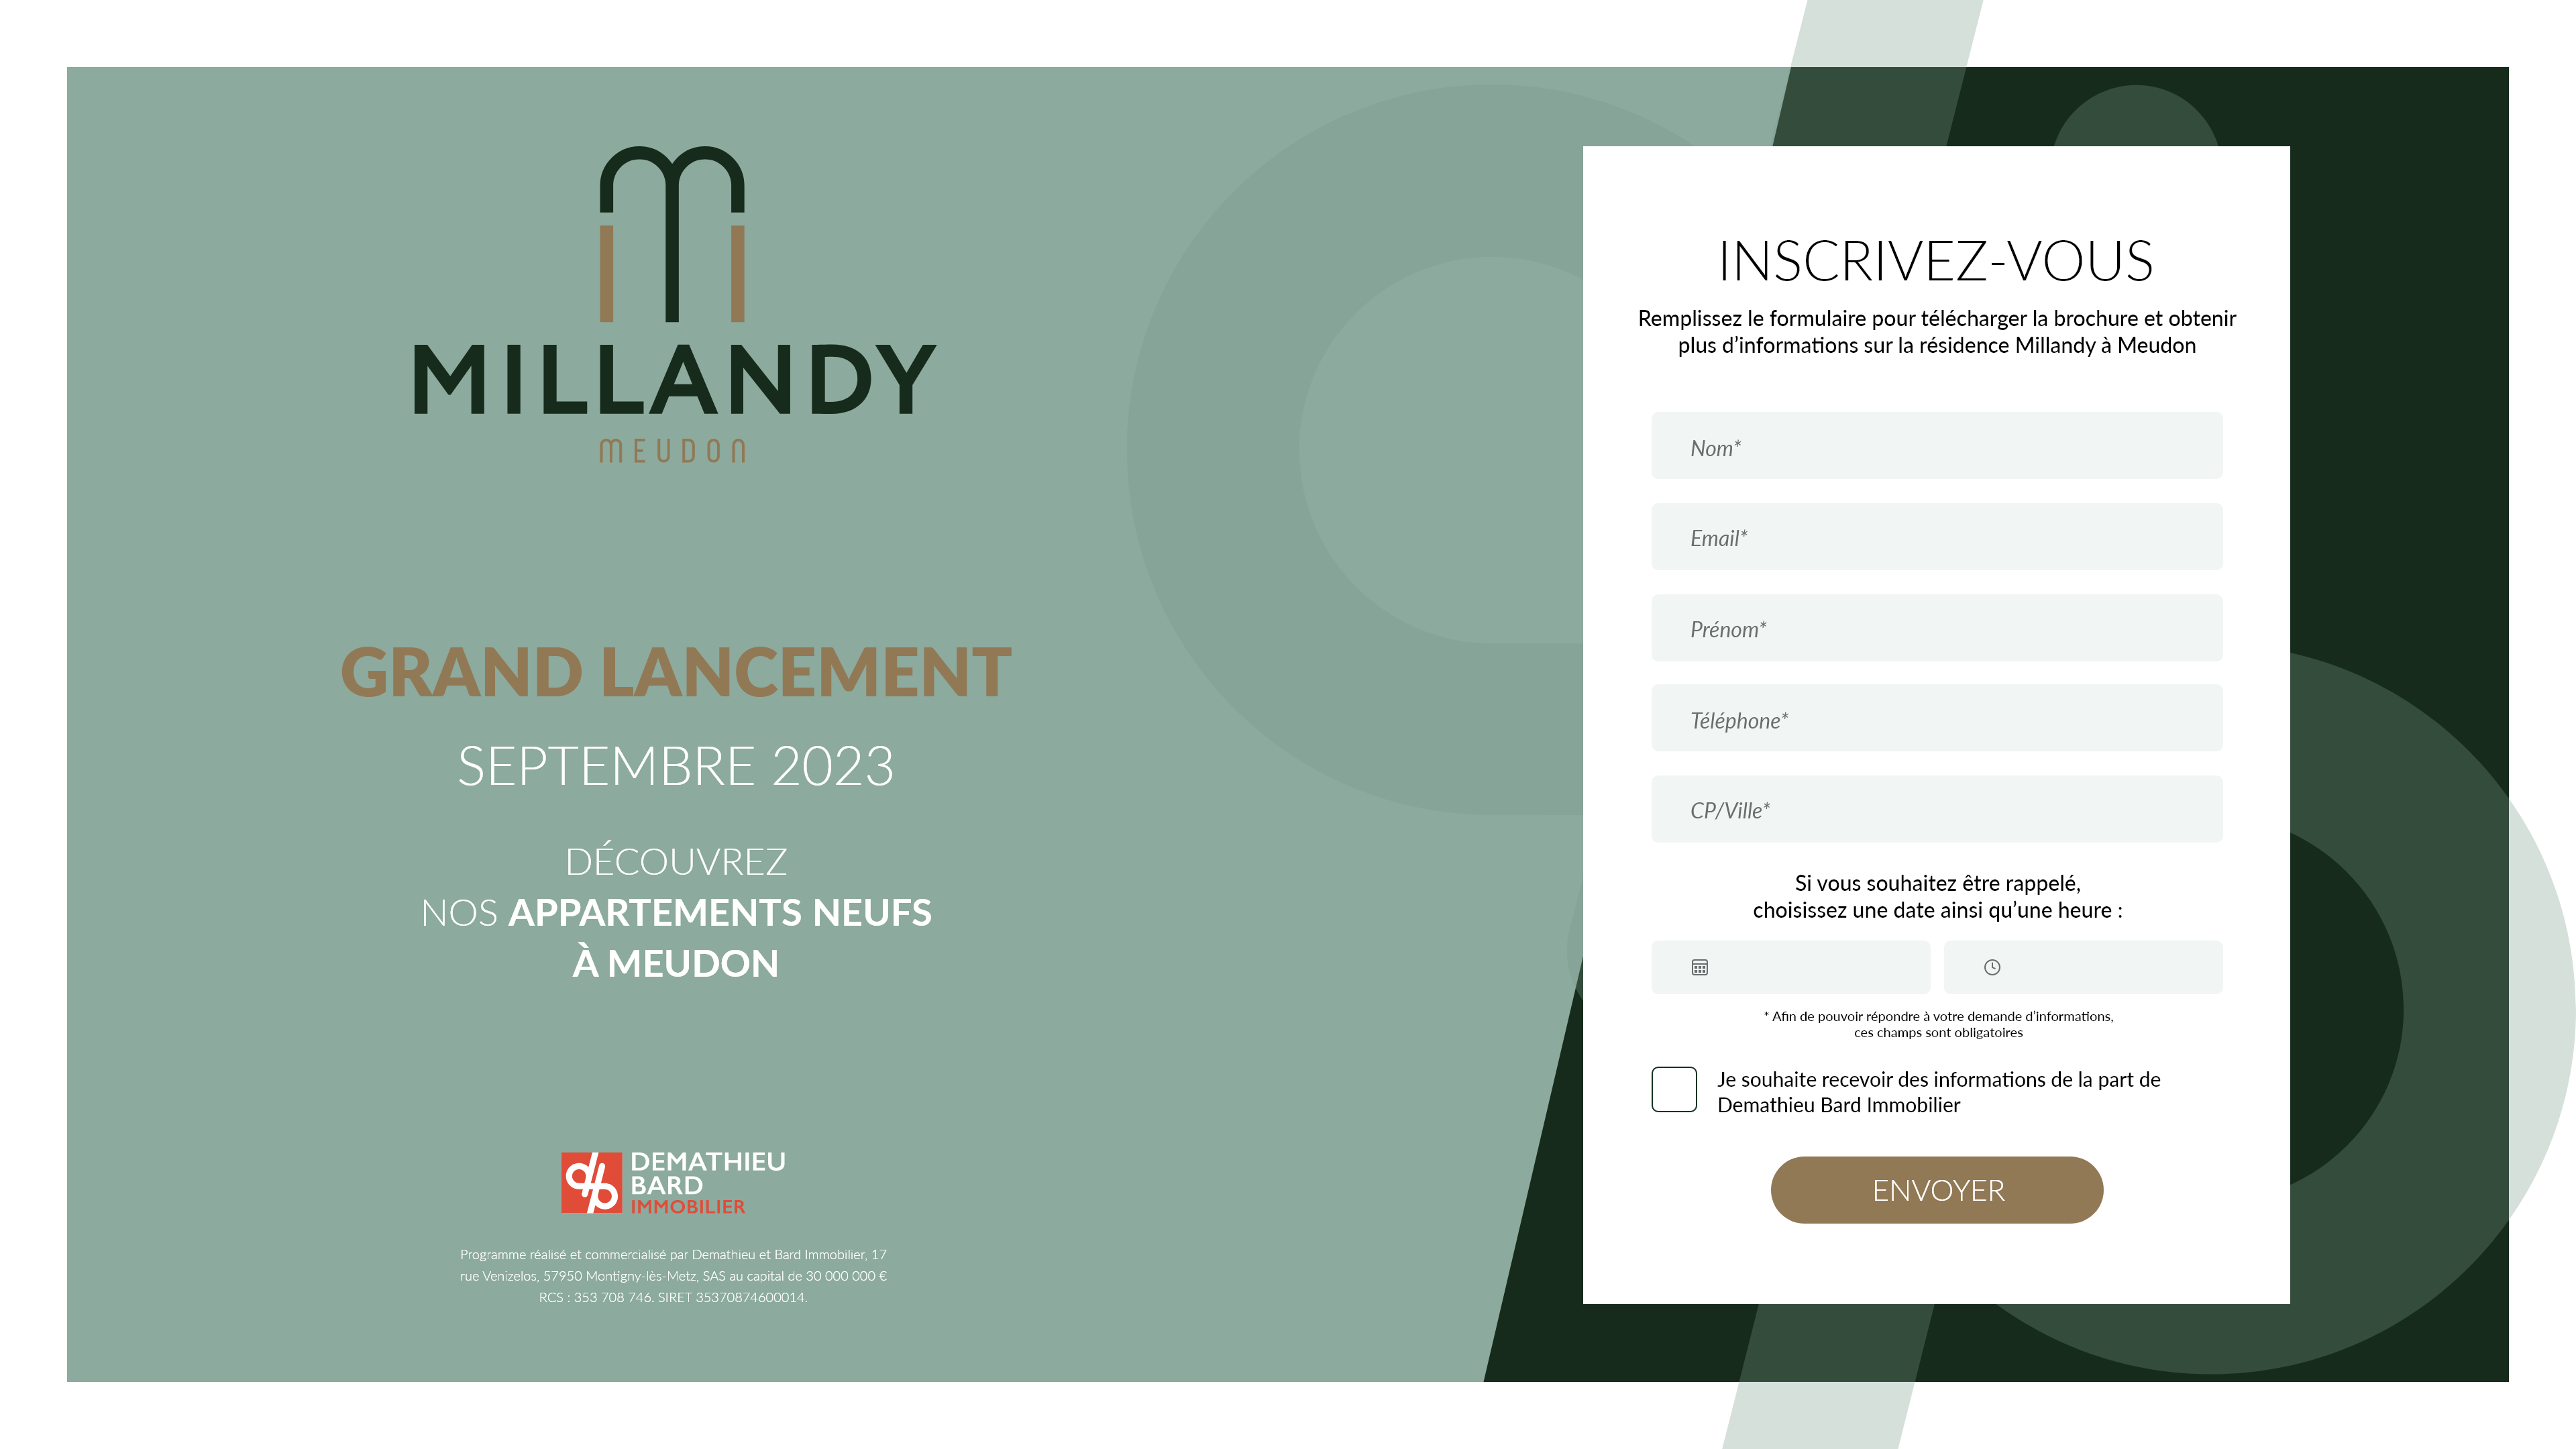 MILLANDY
MEUDON
GRAND LANCEMENT
SEPTEMBRE 2023
DÉCOUVREZ
NOS APPARTEMENTS NEUFS
À MEUDON
DEMATHIEU
BARD
IMMOBILIER
Programme réalisé et commercialisé par Demathieu et Bard Immobilier, 17
rue Venizelos, 57950 Montigny-lès-Metz, SAS au capital de 30 000 000 €
RCS : 353 708 746. SIRET 35370874600014.
INSCRIVEZ-VOUS
Remplissez le formulaire pour télécharger la brochure et obtenir
plus d’informations sur la résidence Millandy à Meudon
Nom*
Email*
Prénom*
Téléphone*
CP/Ville*
Si vous souhaitez être rappelé,
choisissez une date ainsi qu’une heure :
* Afin de pouvoir répondre à votre demande d’informations,
ces champs sont obligatoires
Je souhaite recevoir des informations de la part de
Demathieu Bard Immobilier
ENVOYER